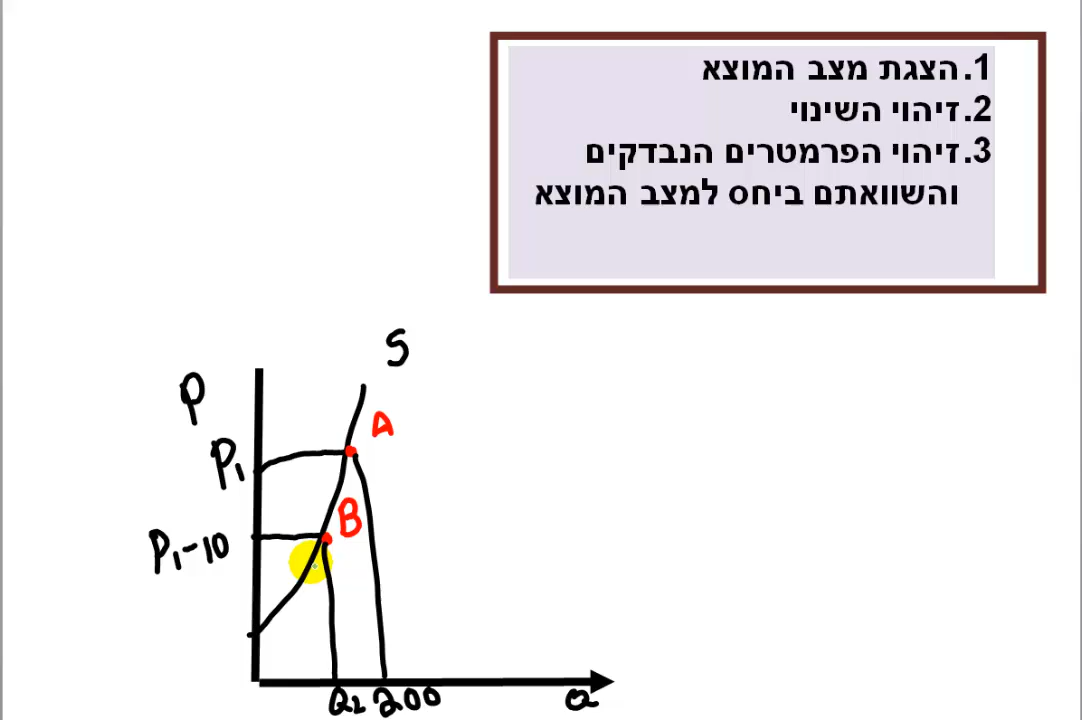 1. הצגת מצב המוצא
2. זיהוי השינוי
3. זיהוי הפרמטרים הנבדקים
והשוואתם ביחס למצב המוצא
S
P
A
P1
B
P1-10
Q2 200 Q